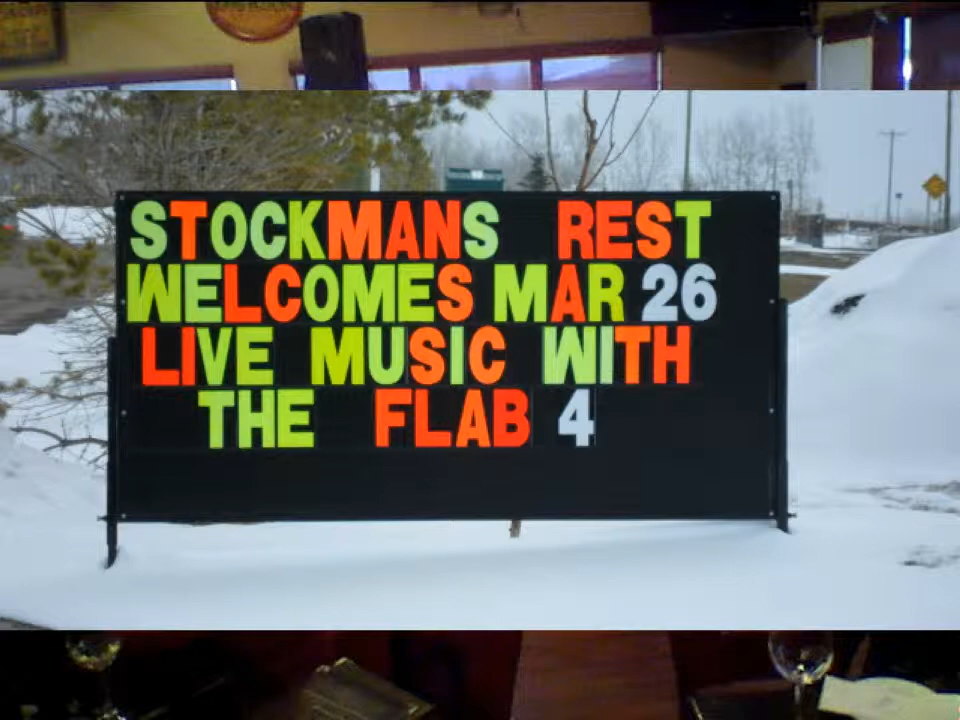 STOCKMANS REST
WELCOMES MAR 26
LIVE MUSIC WITH
THE FLAB 4